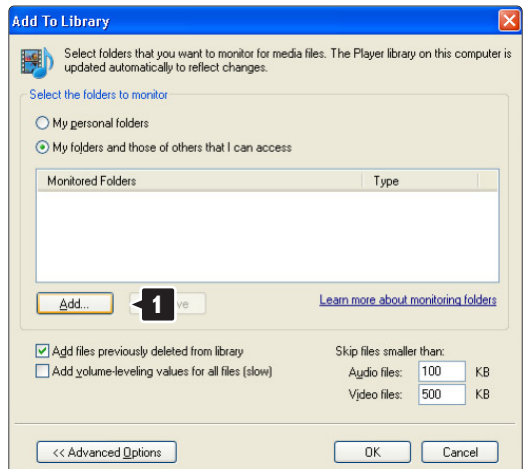 Add To Library
Select folders that you want to monitor for media files. The Player library on this computer is
updated automatically to reflect changes.
Select the folders to monitor
My personal folders
My folders and those of others that I can access
Monitored Folders Type
Add... 1 Learn more about monitoring folders
Add files previously deleted from library Skip files smaller than:
Add volume-leveling values for all files (slow) Audio files: 100 KB
Video files: 500 KB
<< Advanced Options OK Cancel